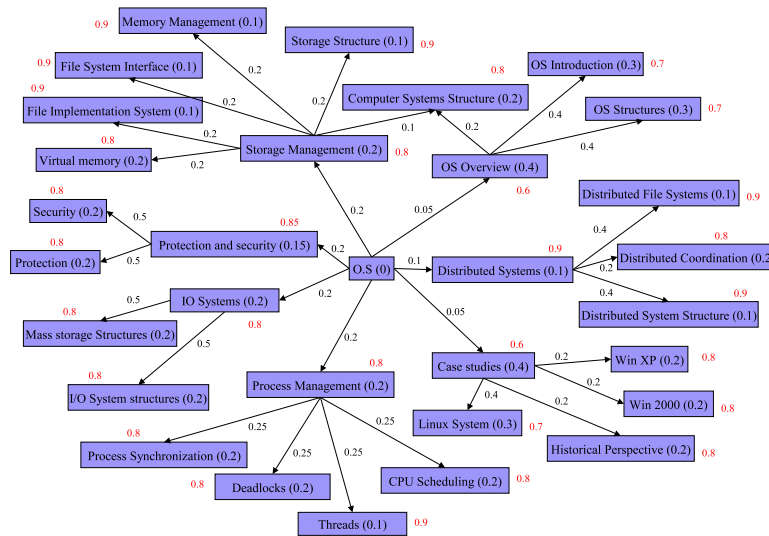 Memory Management (0.1)
0.9
Storage Structure (0.1)
0.9
File System Interface (0.1)
0.9
OS Introduction (0.3)
0.7
File Implementation System (0.1)
0.9
Computer Systems Structure (0.2)
0.8
OS Structures (0.3)
0.7
Virtual memory (0.2)
0.8
Storage Management (0.2)
0.8
OS Overview (0.4)
0.6
0.2
0.2
0.2
0.2
0.2
0.1
0.2
0.4
0.4
Security (0.2)
0.8
Protection (0.2)
0.8
0.5
0.5
Protection and security (0.15)
0.85
0.2
0.2
0.05
O.S (0)
0.1
Distributed Systems (0.1)
0.9
Distributed File Systems (0.1)
0.9
0.4
Distributed Coordination (0.2
0.8
0.2
Distributed System Structure (0.1)
0.9
0.4
IO Systems (0.2)
0.8
0.2
0.5
0.5
Mass storage Structures (0.2)
0.8
I/O System structures (0.2)
0.8
0.2
0.05
Process Management (0.2)
0.8
0.25
0.25
0.25
0.25
Process Synchronization (0.2)
0.8
Deadlocks (0.2)
0.8
Threads (0.1)
0.9
CPU Scheduling (0.2)
0.8
Case studies (0.4)
0.6
0.2
0.2
0.4
0.2
Win XP (0.2)
0.8
Win 2000 (0.2)
0.8
Linux System (0.3)
0.7
Historical Perspective (0.2)
0.8